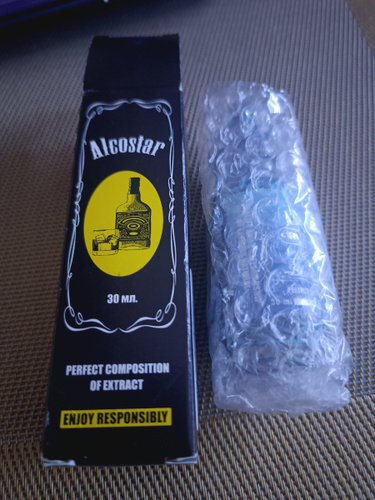 Alcostar
30 мл.
PERFECT COMPOSITION
OF EXTRACT
ENJOY RESPONSIBLY